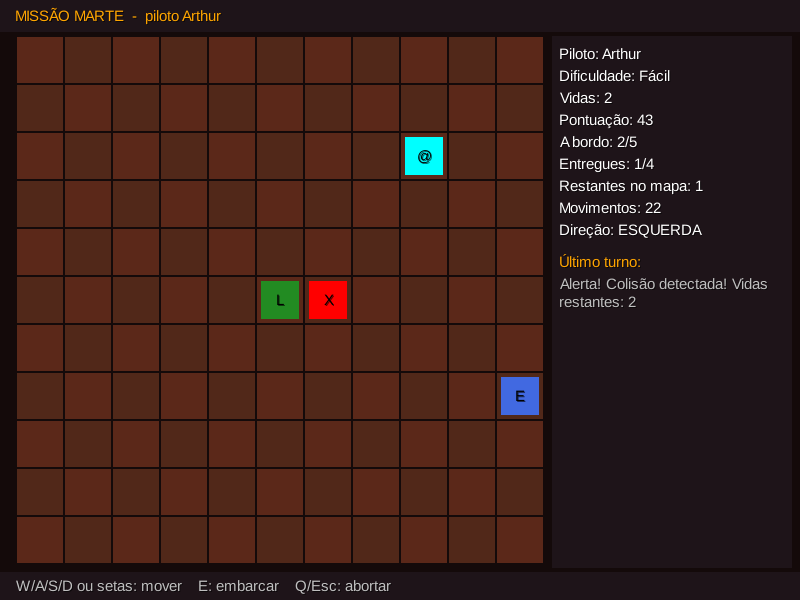 MISSÃO MARTE - piloto Arthur
Piloto: Arthur
Dificuldade: Fácil
Vidas: 2
Pontuação: 43
@
A bordo: 2/5
Entregues: 1/4
Restantes no mapa: 1
Movimentos: 22
Direção: ESQUERDA
Último turno:
Alerta! Colisão detectada! Vidas
restantes: 2
L X
E
W/A/S/D ou setas: mover E: embarcar Q/Esc: abortar